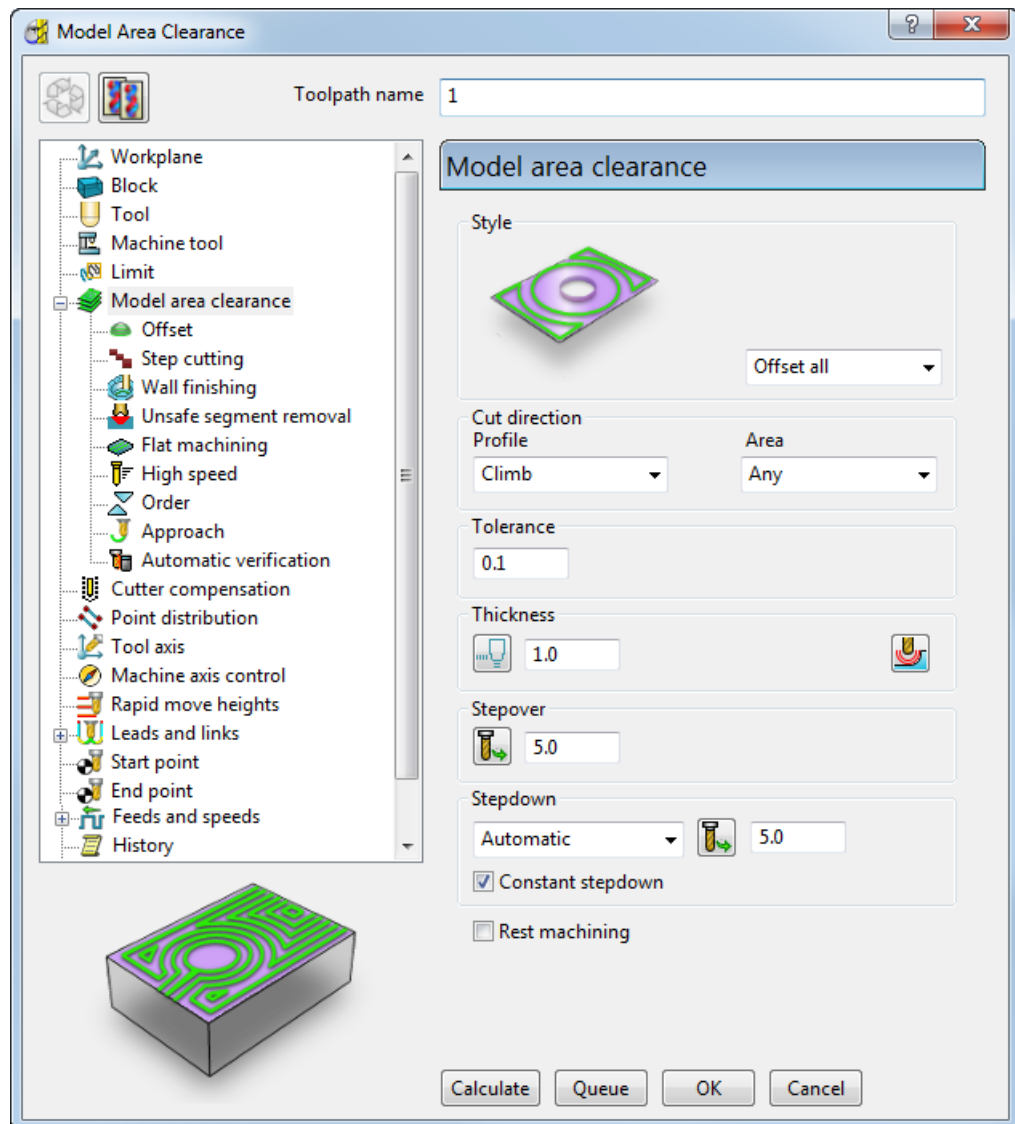 Model Area Clearance
Toolpath name 1
Workplane
Block
Tool
Machine tool
Limit
Model area clearance
Offset
Step cutting
Wall finishing
Unsafe segment removal
Flat machining
High speed
Order
Approach
Automatic verification
Cutter compensation
Point distribution
Tool axis
Machine axis control
Rapid move heights
Leads and links
Start point
End point
Feeds and speeds
History
Model area clearance
Style
Offset all
Cut direction
Profile Area
Climb Any
Tolerance
0.1
Thickness
1.0
Stepover
5.0
Stepdown
Automatic 5.0
Constant stepdown
Rest machining
Calculate Queue OK Cancel